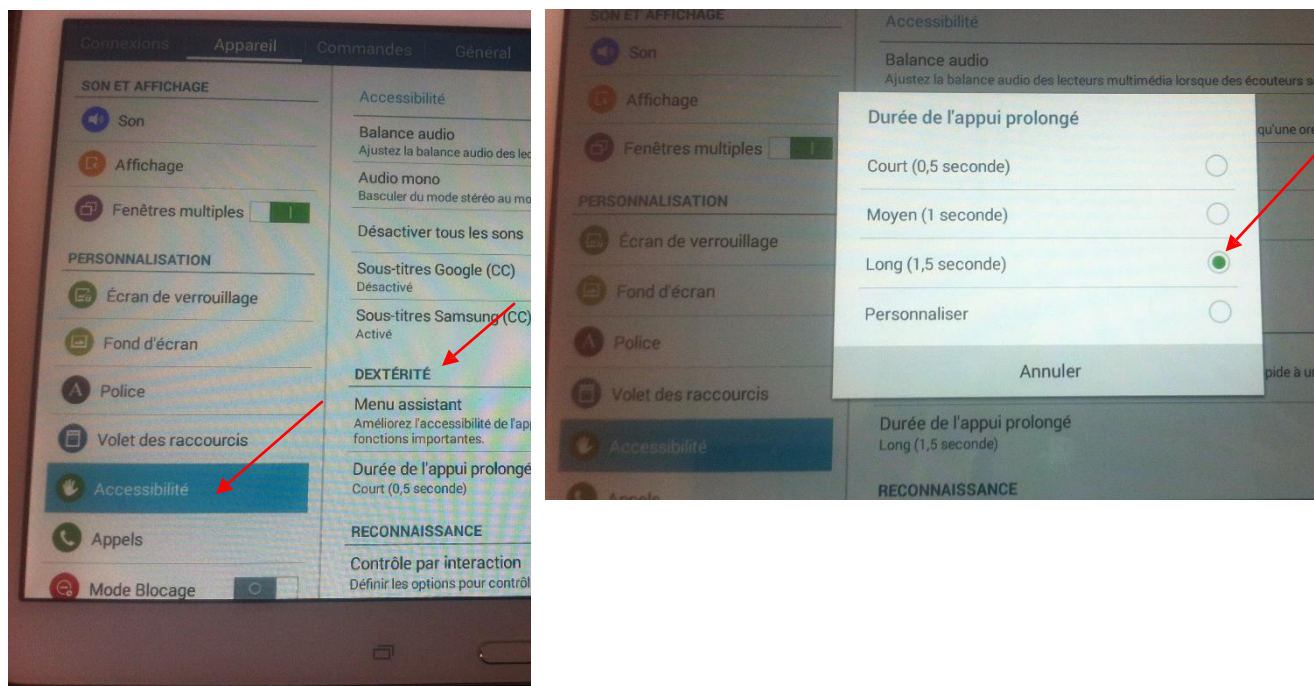 Connexions
Appareil
Commandes
Général
SON ET AFFICHAGE
Son
Affichage
Fenêtres multiples
PERSONNALISATION
Écran de verrouillage
Fond d'écran
Police
Volet des raccourcis
Accessibilité
Appels
Mode Blocage
Accessibilité
Balance audio
Ajustez la balance audio des lec
Audio mono
Basculer du mode stéréo au mo
Désactiver tous les sons
Sous-titres Google (CC)
Désactivé
Sous-titres Samsung (CC)
Activé
DEXTÉRITÉ
Menu assistant
Améliorez l'accessibilité de l'app
fonctions importantes.
Durée de l'appui prolongé
Court (0,5 seconde)
RECONNAISSANCE
Contrôle par interaction
Définir les options pour contrôl
SON ET AFFICHAGE
Son
Affichage
Fenêtres multiples
PERSONNALISATION
Écran de verrouillage
Fond d'écran
Police
Volet des raccourcis
Accessibilité
Appels
Accessibilité
Balance audio
Ajustez la balance audio des lecteurs multimédia lorsque des écouteurs s
qu'une ore
Durée de l'appui prolongé
Court (0,5 seconde)
Moyen (1 seconde)
Long (1,5 seconde)
Personnaliser
Annuler
pide à u
Durée de l'appui prolongé
Long (1,5 seconde)
RECONNAISSANCE